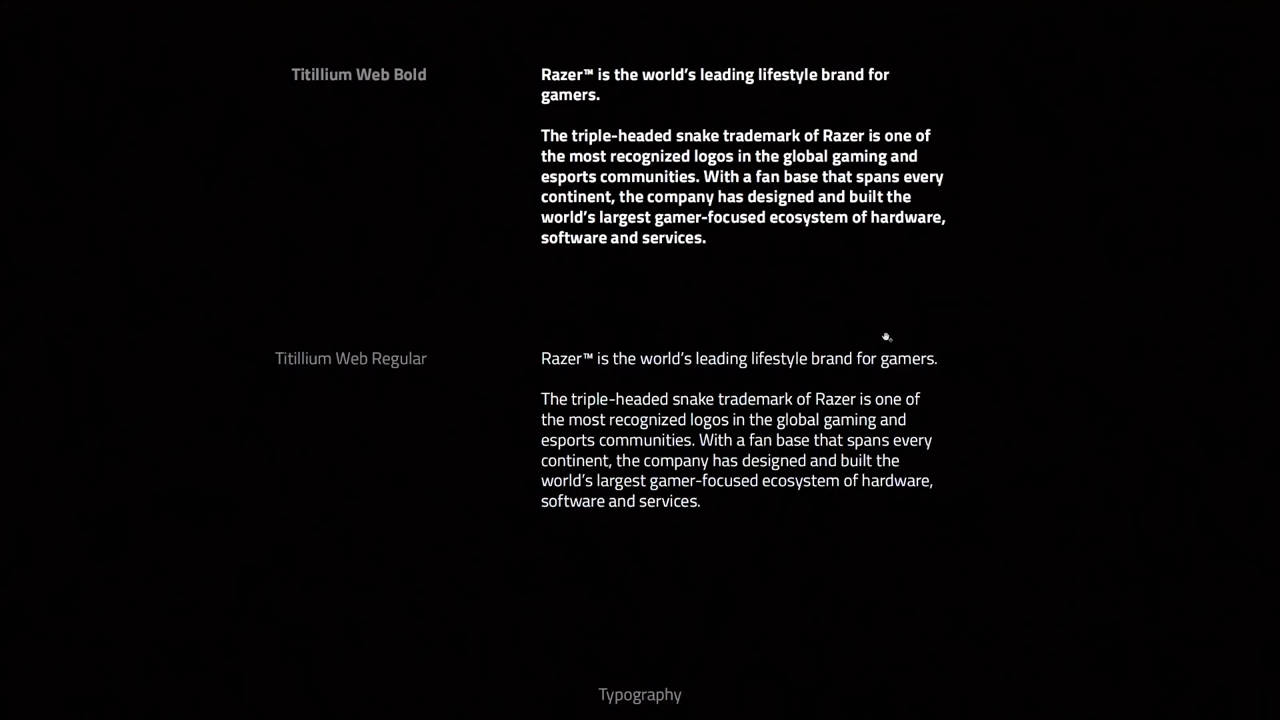 Titillium Web Bold
Razer™ is the world’s leading lifestyle brand for
gamers.
The triple-headed snake trademark of Razer is one of
the most recognized logos in the global gaming and
esports communities. With a fan base that spans every
continent, the company has designed and built the
world’s largest gamer-focused ecosystem of hardware,
software and services.
Titillium Web Regular
Razer™ is the world’s leading lifestyle brand for gamers.
The triple-headed snake trademark of Razer is one of
the most recognized logos in the global gaming and
esports communities. With a fan base that spans every
continent, the company has designed and built the
world’s largest gamer-focused ecosystem of hardware,
software and services.
Typography